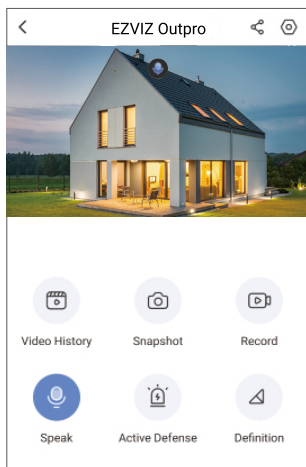 EZVIZ Outpro
Video History
Snapshot
Record
Speak
Active Defense
Definition